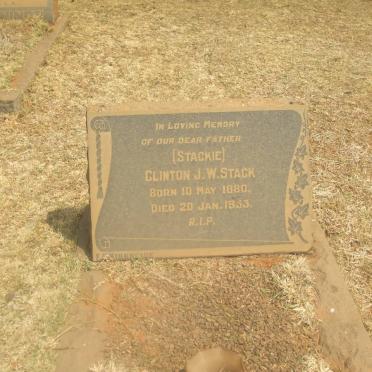 In Loving Memory
of our dear father
(Stackie)
Clinton J.W. Stack
Born 10 May 1880.
Died 20 Jan. 1953.
R.I.P.